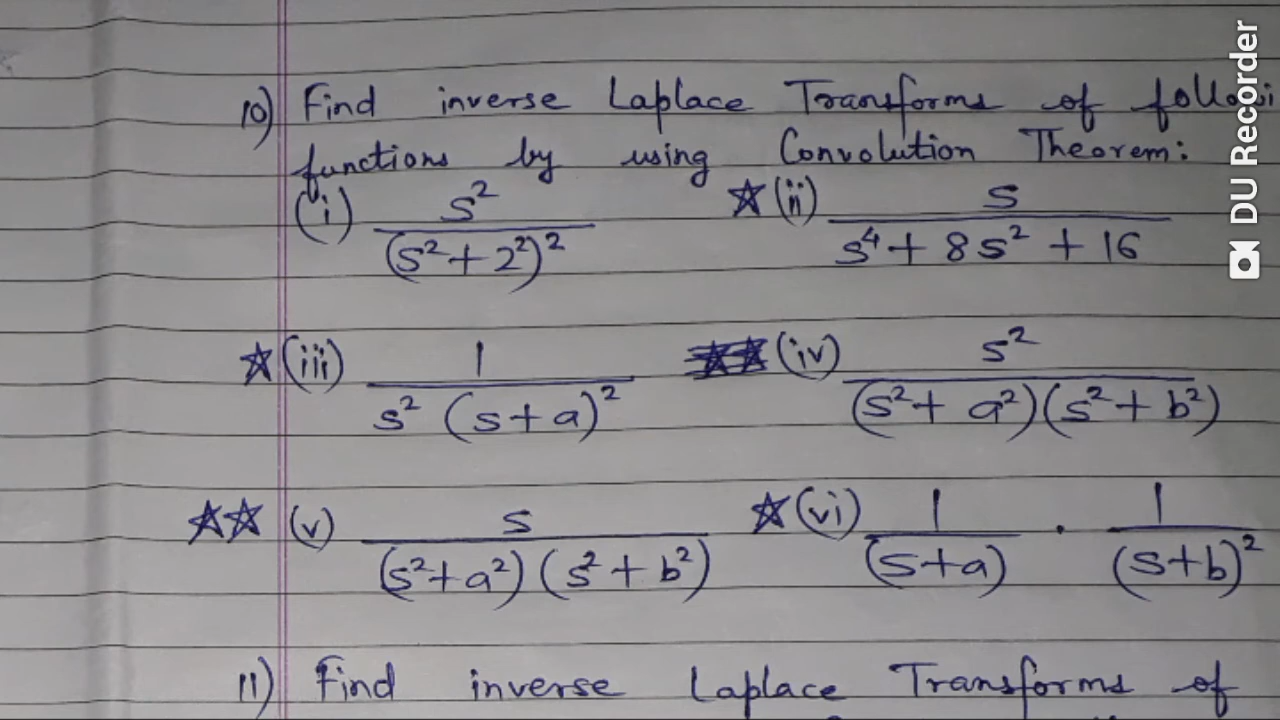 10) Find inverse Laplace Transforms of followi
functions by using Convolution Theorem:
(i) s²/(s²+2²)² ☆(ii) s/(s⁴+8s²+16)
☆(iii) 1/(s²(s+a)²) (iv) s²/((s²+a²)(s²+b²))
☆☆ (v) s/((s²+a²)(s²+b²)) ☆(vi) 1/(s+a) · 1/(s+b)²
11) Find inverse Laplace Transforms of
DU Recorder